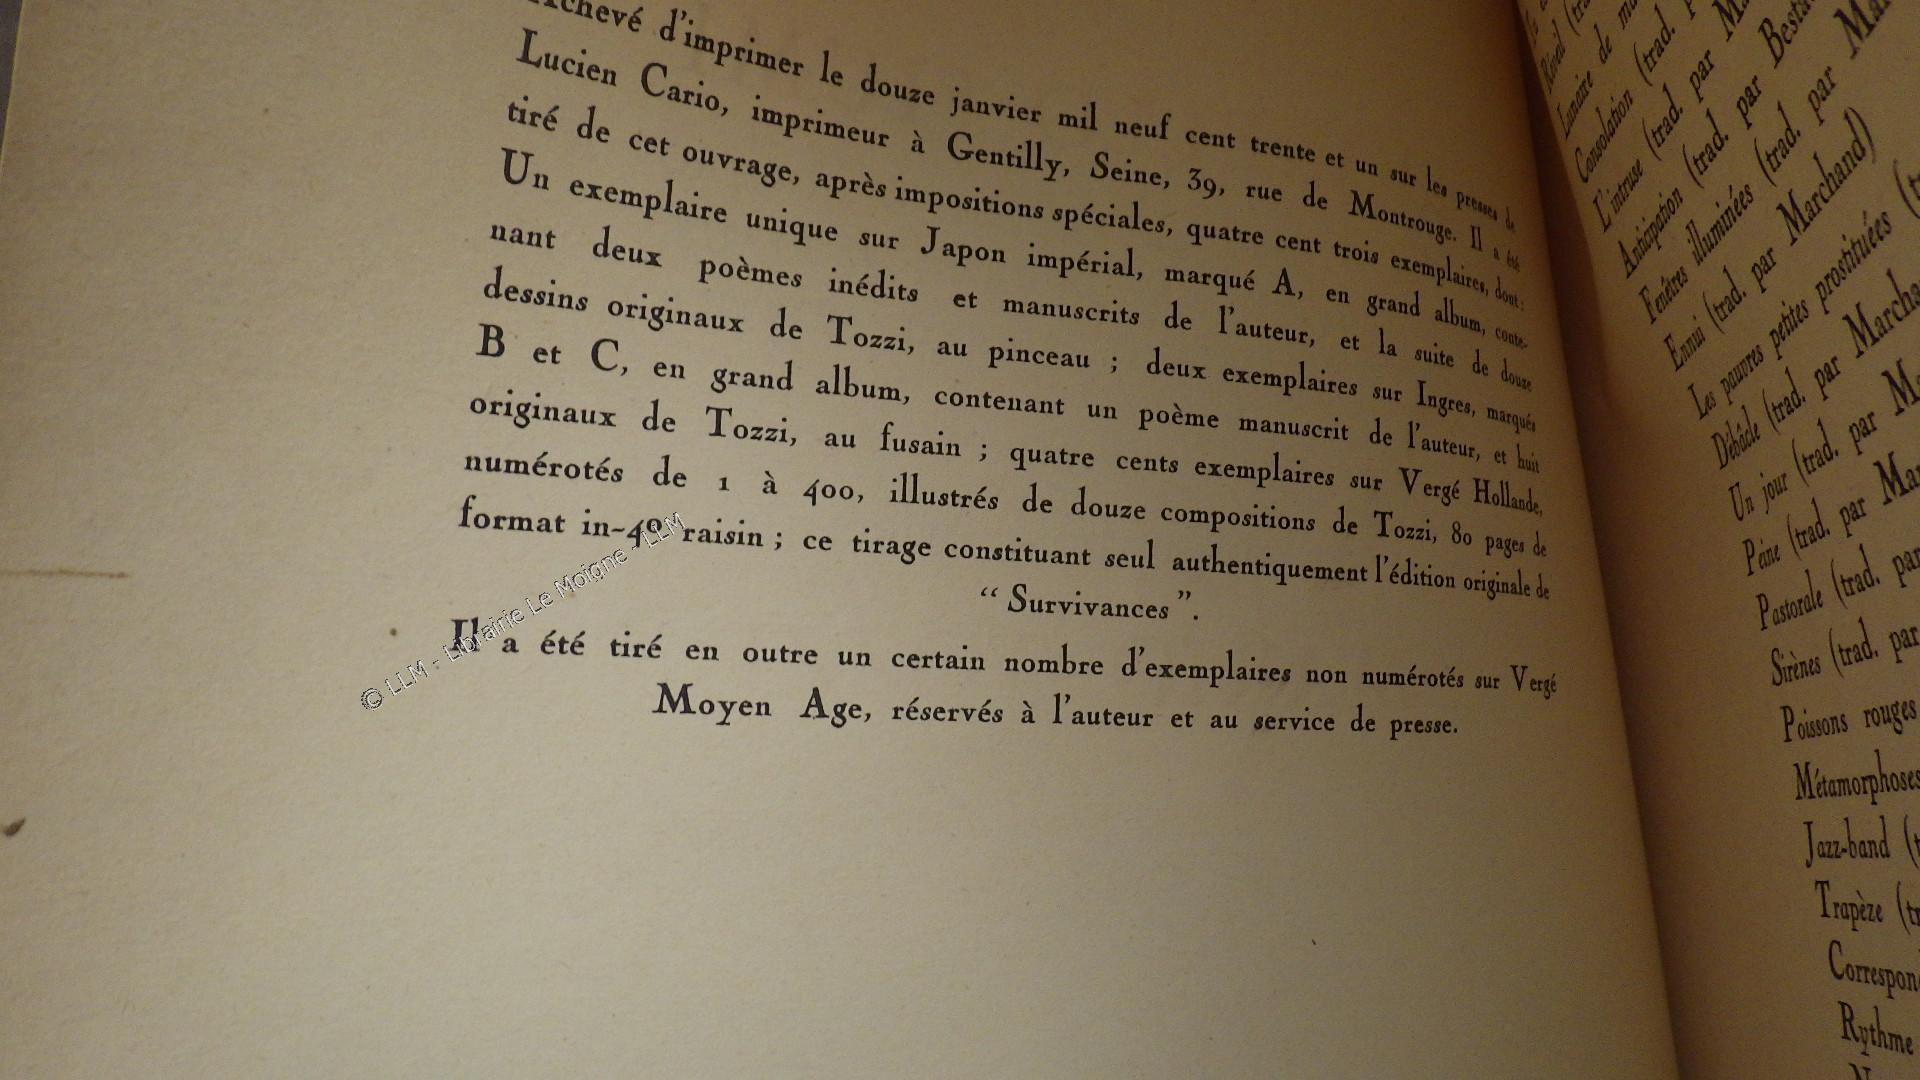 Achevé d'imprimer le douze janvier mil neuf cent trente et un sur les presses de
Lucien Cario, imprimeur à Gentilly, Seine, 39, rue de Montrouge. Il a été
tiré de cet ouvrage, après impositions spéciales, quatre cent trois exemplaires, dont :
Un exemplaire unique sur Japon impérial, marqué A, en grand album, conte-
nant deux poèmes inédits et manuscrits de l'auteur, et la suite de douze
dessins originaux de Tozzi, au pinceau ; deux exemplaires sur Ingres, marqués
B et C, en grand album, contenant un poème manuscrit de l'auteur, et huit
originaux de Tozzi, au fusain ; quatre cents exemplaires sur Vergé Hollande,
numérotés de 1 à 400, illustrés de douze compositions de Tozzi, 80 pages de
format in-4º raisin ; ce tirage constituant seul authentiquement l'édition originale de
“ Survivances ”.
Il a été tiré en outre un certain nombre d'exemplaires non numérotés sur Vergé
Moyen Age, réservés à l'auteur et au service de presse.
© LLM - Librairie Le Moigne - LLM
Réveil
Lumière de
Consolation (trad.
L'intruse (trad. par
Anticipation (trad. par
Fenêtres illuminées (trad. par
Ennui (trad. par Marchand)
Les pauvres petites prostituées
Débâcle (trad. par
Un jour (trad. par
Peine (trad. par
Pastorale (trad. par
Sirènes (trad. par
Poissons rouges
Métamorphoses
Jazz-band
Trapèze
Rythme